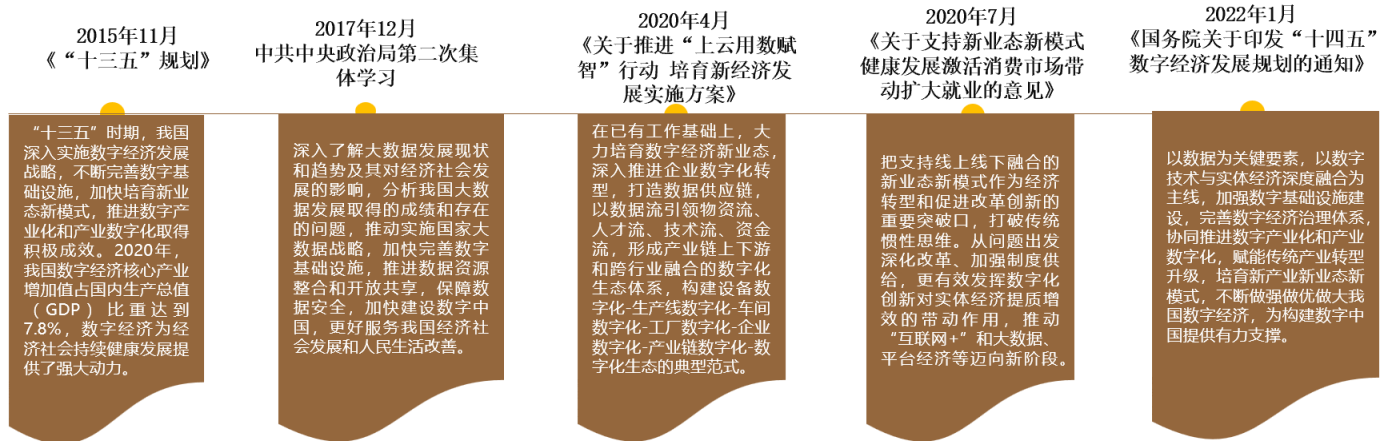 2015年11月
《“十三五”规划》
“十三五”时期，我国
深入实施数字经济发展
战略，不断完善数字基
础设施，加快培育新业
态新模式，推进数字产
业化和产业数字化取得
积极成效。2020年，
我国数字经济核心产业
增加值占国内生产总值
（GDP）比重达到
7.8%，数字经济为经
济社会持续健康发展提
供了强大动力。
2017年12月
中共中央政治局第二次集
体学习
深入了解大数据发展现状
和趋势及其对经济社会发
展的影响，分析我国大数
据发展取得的成绩和存在
的问题，推动实施国家大
数据战略，加快完善数字
基础设施，推进数据资源
整合和开放共享，保障数
据安全，加快建设数字中
国，更好服务我国经济社
会发展和人民生活改善。
2020年4月
《关于推进“上云用数赋
智”行动 培育新经济发
展实施方案》
在已有工作基础上，大
力培育数字经济新业态，
深入推进企业数字化转
型，打造数据供应链，
以数据流引领物资流、
人才流、技术流、资金
流，形成产业链上下游
和跨行业融合的数字化
生态体系，构建设备数
字化-生产线数字化-车间
数字化-工厂数字化-企业
数字化-产业链数字化-数
字化生态的典型范式。
2020年7月
《关于支持新业态新模式
健康发展激活消费市场带
动扩大就业的意见》
把支持线上线下融合的
新业态新模式作为经济
转型和促进改革创新的
重要突破口，打破传统
惯性思维。从问题出发
深化改革、加强制度供
给，更有效发挥数字化
创新对实体经济提质增
效的带动作用，推动
“互联网+”和大数据、
平台经济等迈向新阶段。
2022年1月
《国务院关于印发“十四五”
数字经济发展规划的通知》
以数据为关键要素，以数字
技术与实体经济深度融合为
主线，加强数字基础设施建
设，完善数字经济治理体系，
协同推进数字产业化和产业
数字化，赋能传统产业转型
升级，培育新产业新业态新
模式，不断做强做优做大我
国数字经济，为构建数字中
国提供有力支撑。